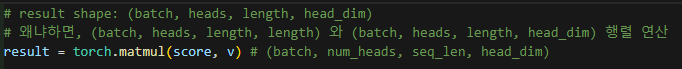 # result shape: (batch, heads, length, head_dim)
# 왜냐하면, (batch, heads, length, length) 와 (batch, heads, length, head_dim) 행렬 연산
result = torch.matmul(score, v) # (batch, num_heads, seq_len, head_dim)